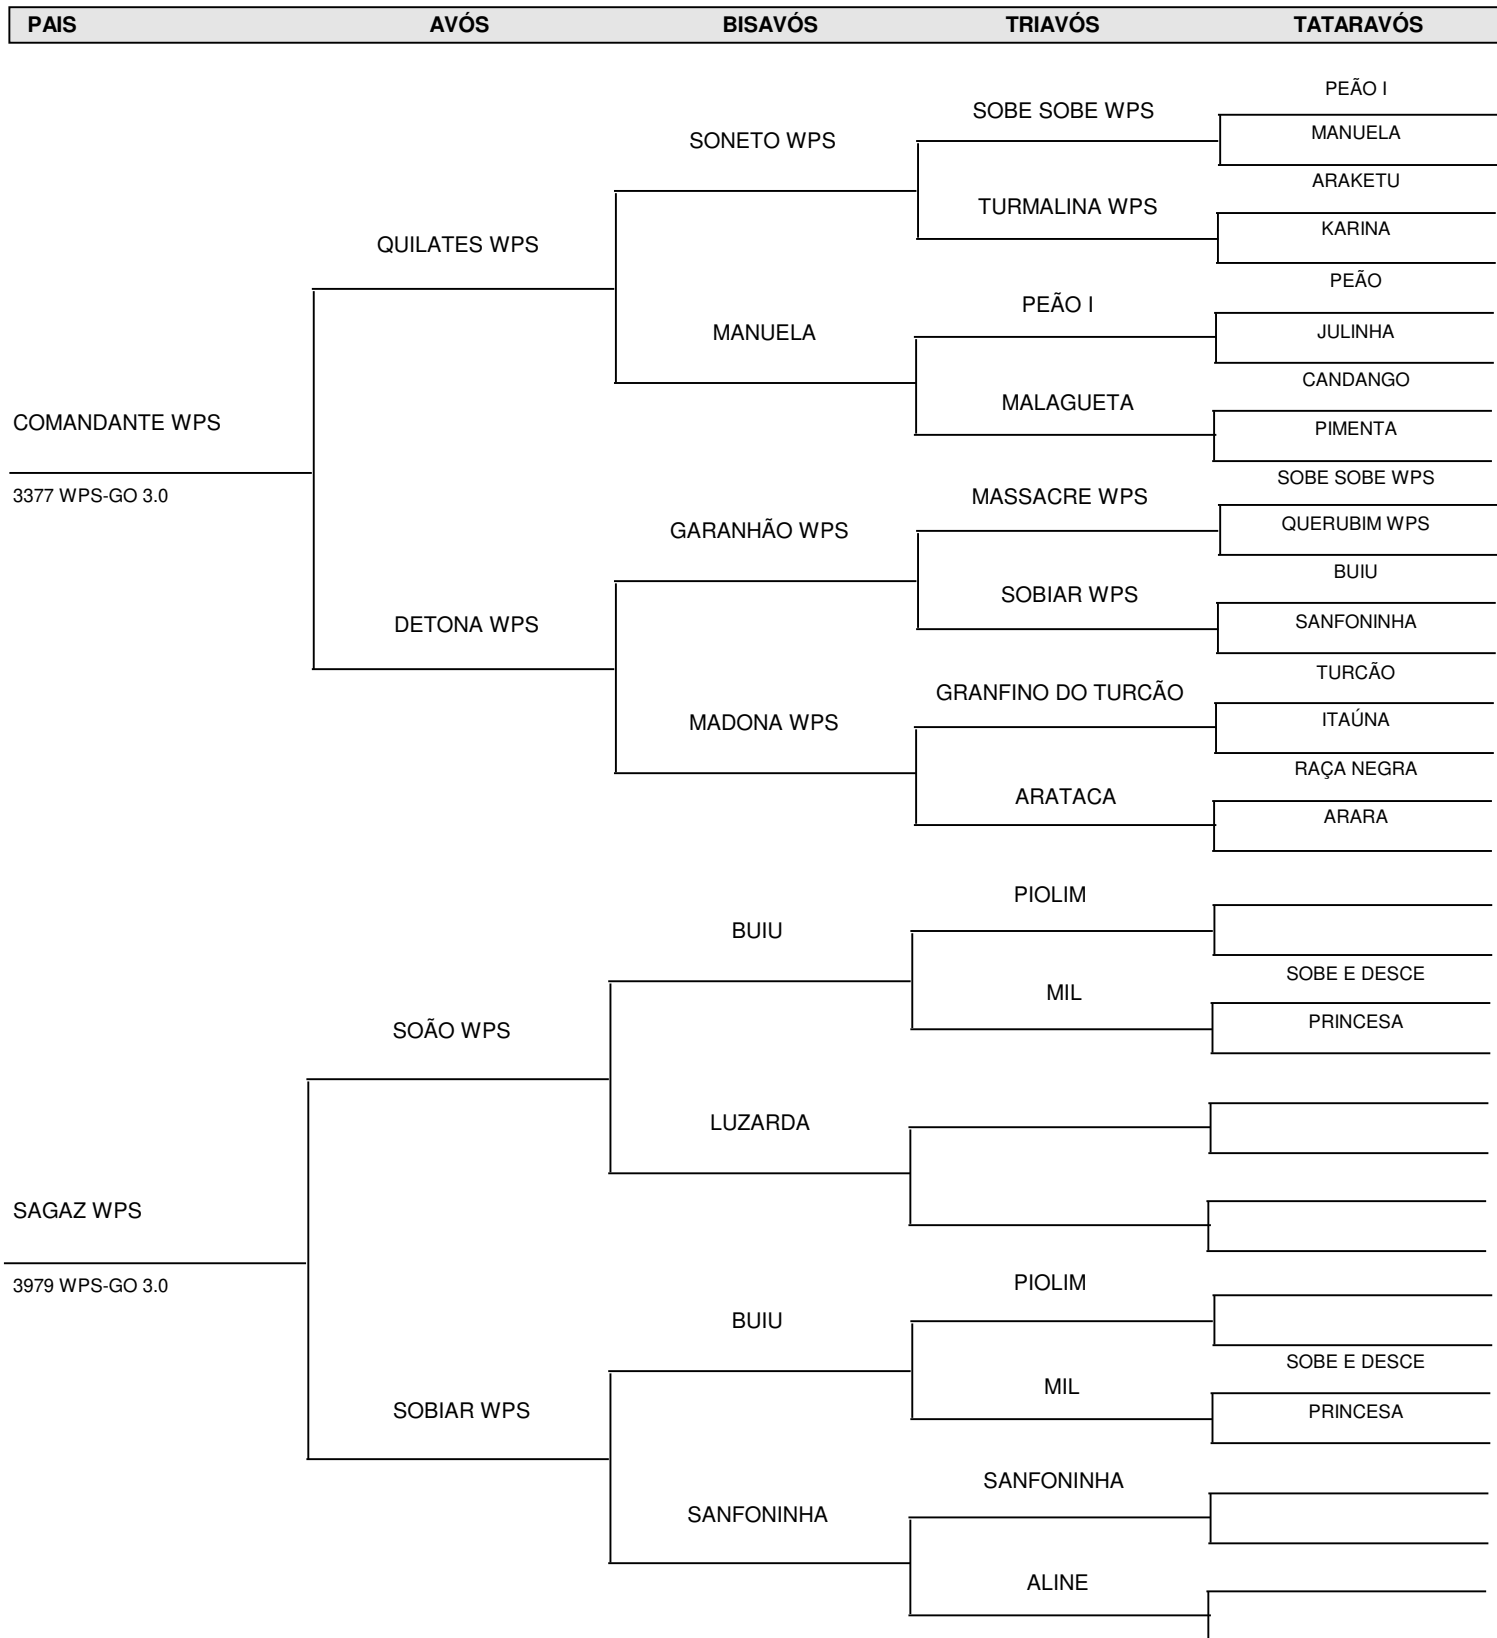 PAIS AVÓS BISAVÓS TRIAVÓS TATARAVÓS
PEÃO I
SOBE SOBE WPS
MANUELA
SONETO WPS
ARAKETU
TURMALINA WPS
KARINA
QUILATES WPS
PEÃO
PEÃO I
JULINHA
MANUELA
CANDANGO
MALAGUETA
PIMENTA
COMANDANTE WPS
3377 WPS-GO 3.0
SOBE SOBE WPS
MASSACRE WPS
QUERUBIM WPS
GARANHÃO WPS
BUIU
SOBIAR WPS
SANFONINHA
DETONA WPS
TURCÃO
GRANFINO DO TURCÃO
ITAÚNA
MADONA WPS
RAÇA NEGRA
ARATACA
ARARA
PIOLIM
BUIU
SOBE E DESCE
MIL
PRINCESA
SOÃO WPS
LUZARDA
SAGAZ WPS
3979 WPS-GO 3.0
PIOLIM
BUIU
SOBE E DESCE
MIL
PRINCESA
SOBIAR WPS
SANFONINHA
SANFONINHA
ALINE